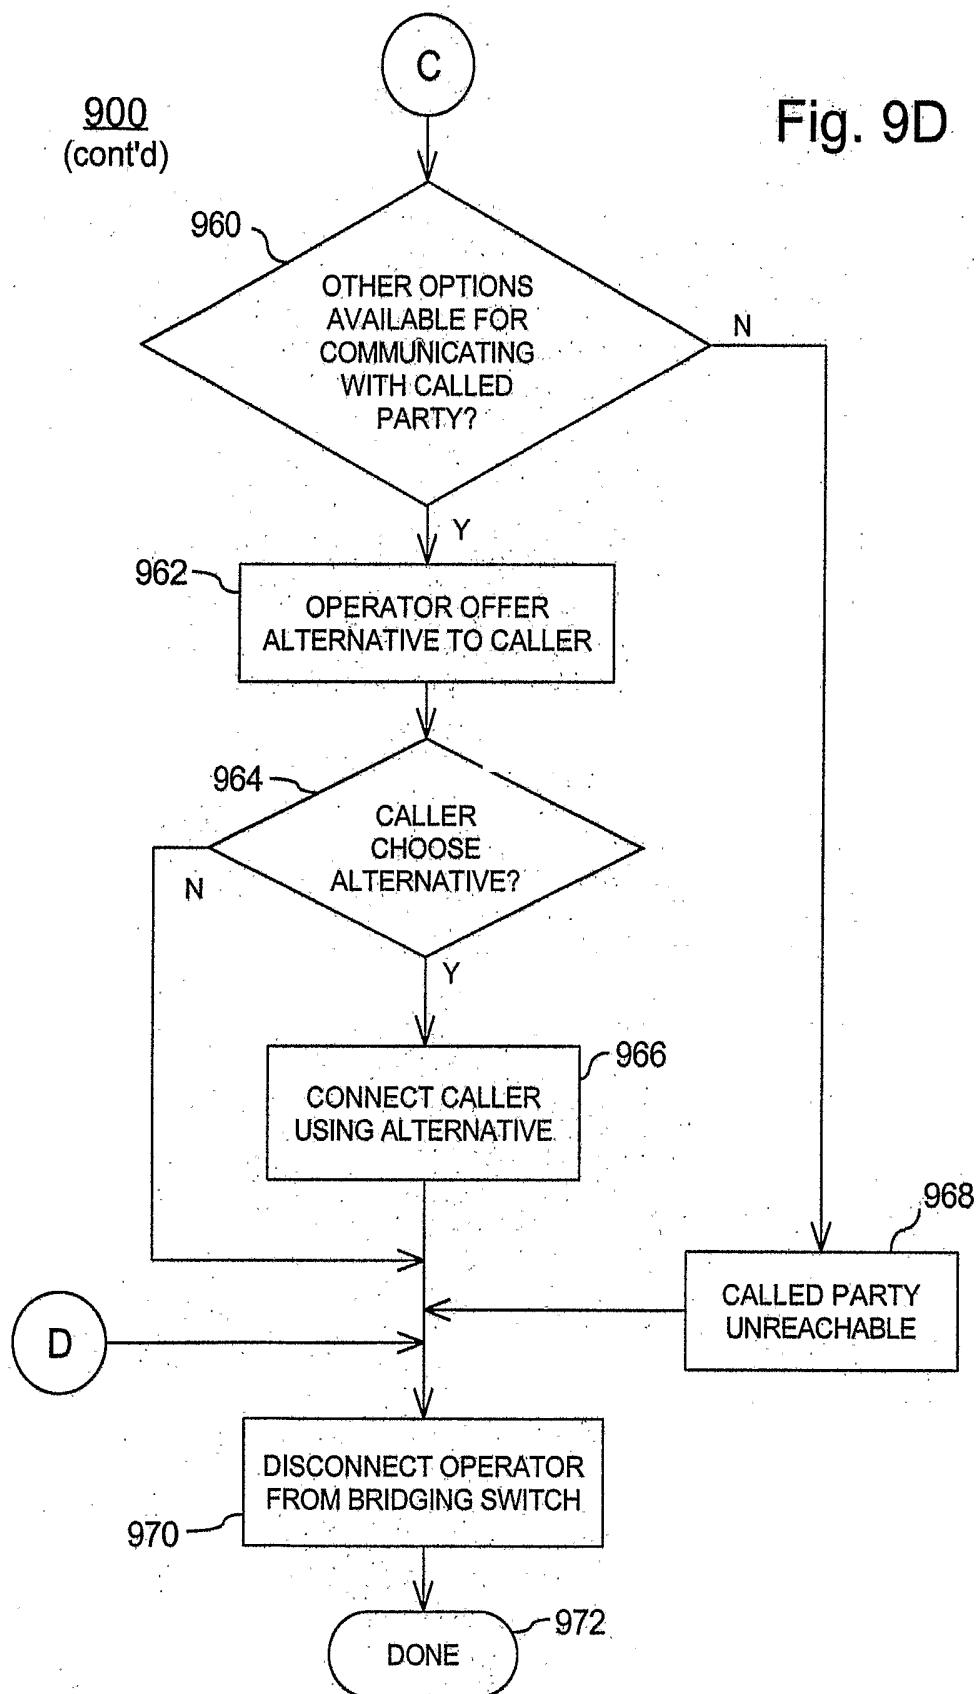 C
900
(cont'd)
Fig. 9D
960
OTHER OPTIONS
AVAILABLE FOR
COMMUNICATING
WITH CALLED
PARTY?
N
Y
962
OPERATOR OFFER
ALTERNATIVE TO CALLER
964
CALLER
CHOOSE
ALTERNATIVE?
N
Y
966
CONNECT CALLER
USING ALTERNATIVE
968
CALLED PARTY
UNREACHABLE
D
DISCONNECT OPERATOR
FROM BRIDGING SWITCH
970
972
DONE